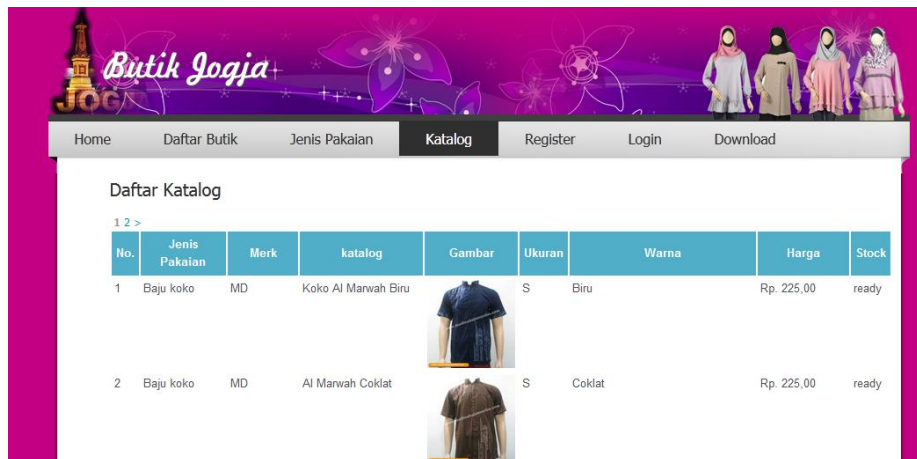 Butik Jogja
JOGJA
Home Daftar Butik Jenis Pakaian Katalog Register Login Download
Daftar Katalog
1 2 >
No. Jenis Pakaian Merk katalog Gambar Ukuran Warna Harga Stock
1 Baju koko MD Koko Al Marwah Biru S Biru Rp. 225,00 ready
2 Baju koko MD Al Marwah Coklat S Coklat Rp. 225,00 ready